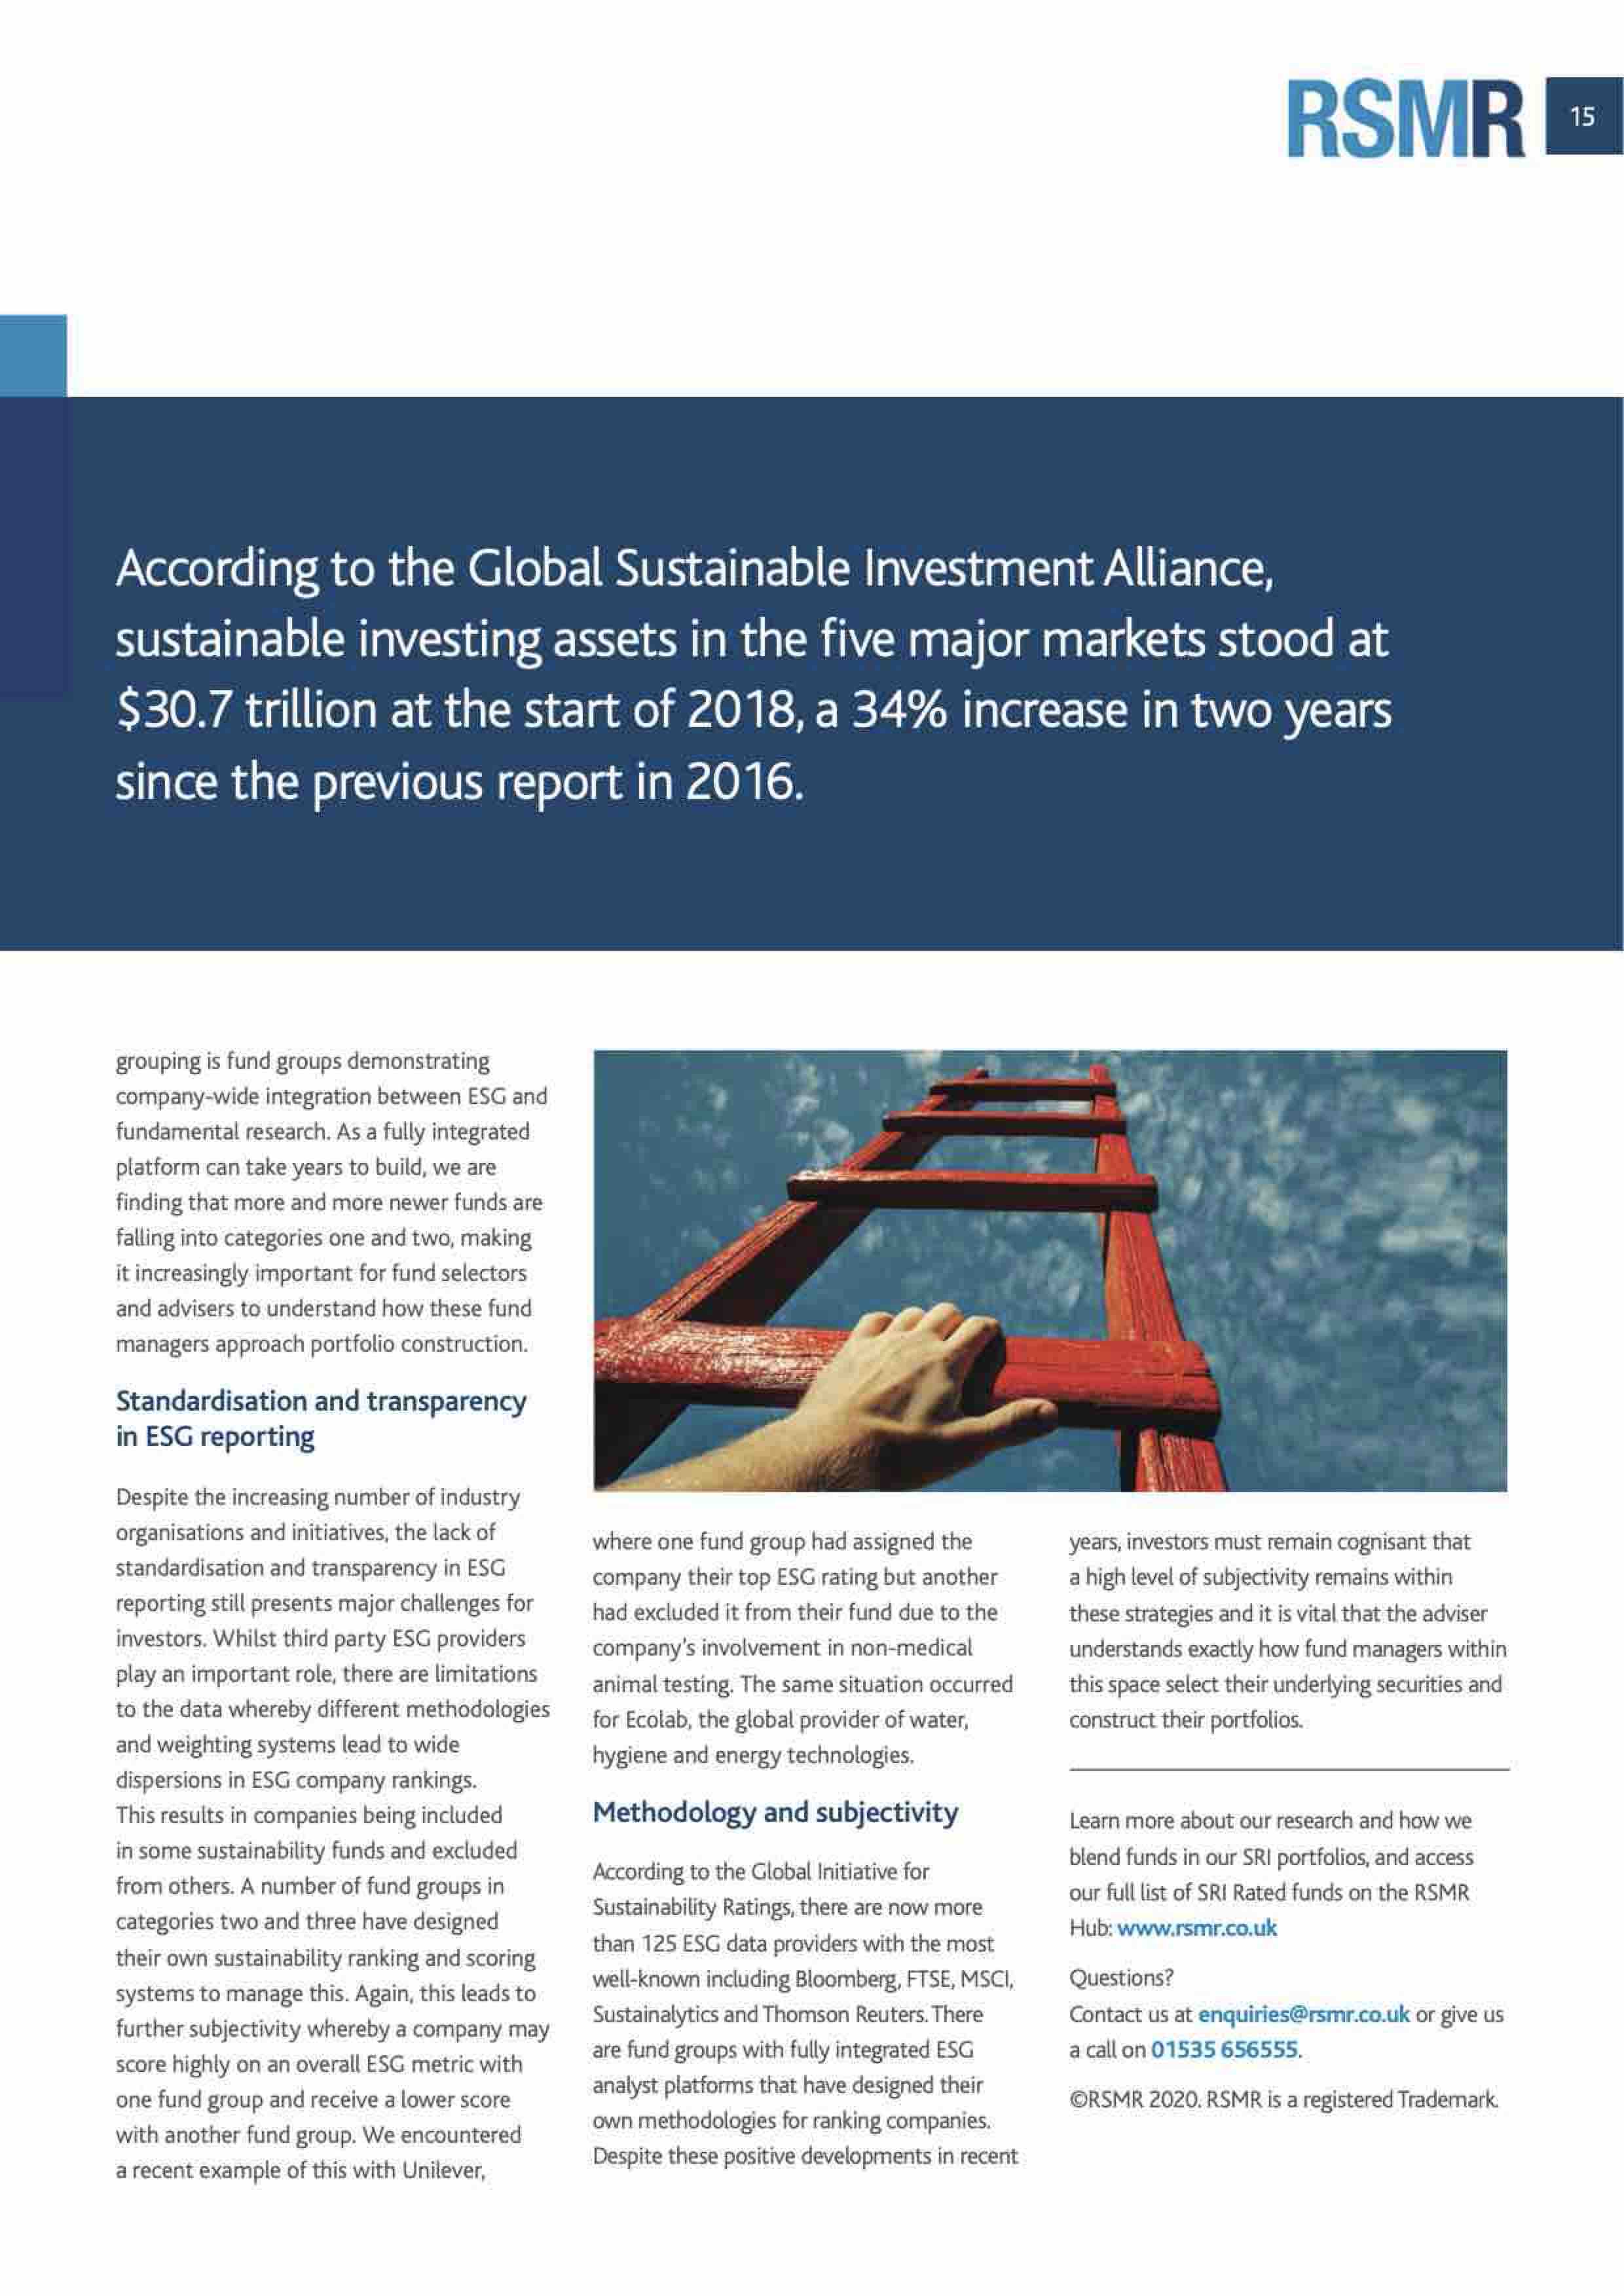 RSMR
15
According to the Global Sustainable Investment Alliance,
sustainable investing assets in the five major markets stood at
$30.7 trillion at the start of 2018, a 34% increase in two years
since the previous report in 2016.
grouping is fund groups demonstrating
company-wide integration between ESG and
fundamental research. As a fully integrated
platform can take years to build, we are
finding that more and more newer funds are
falling into categories one and two, making
it increasingly important for fund selectors
and advisers to understand how these fund
managers approach portfolio construction.
Standardisation and transparency
in ESG reporting
Despite the increasing number of industry
organisations and initiatives, the lack of
standardisation and transparency in ESG
reporting still presents major challenges for
investors. Whilst third party ESG providers
play an important role, there are limitations
to the data whereby different methodologies
and weighting systems lead to wide
dispersions in ESG company rankings.
This results in companies being included
in some sustainability funds and excluded
from others. A number of fund groups in
categories two and three have designed
their own sustainability ranking and scoring
systems to manage this. Again, this leads to
further subjectivity whereby a company may
score highly on an overall ESG metric with
one fund group and receive a lower score
with another fund group. We encountered
a recent example of this with Unilever,
where one fund group had assigned the
company their top ESG rating but another
had excluded it from their fund due to the
company's involvement in non-medical
animal testing. The same situation occurred
for Ecolab, the global provider of water,
hygiene and energy technologies.
Methodology and subjectivity
According to the Global Initiative for
Sustainability Ratings, there are now more
than 125 ESG data providers with the most
well-known including Bloomberg, FTSE, MSCI,
Sustainalytics and Thomson Reuters. There
are fund groups with fully integrated ESG
analyst platforms that have designed their
own methodologies for ranking companies.
Despite these positive developments in recent
years, investors must remain cognisant that
a high level of subjectivity remains within
these strategies and it is vital that the adviser
understands exactly how fund managers within
this space select their underlying securities and
construct their portfolios.
Learn more about our research and how we
blend funds in our SRI portfolios, and access
our full list of SRI Rated funds on the RSMR
Hub: www.rsmr.co.uk
Questions?
Contact us at enquiries@rsmr.co.uk or give us
a call on 01535 656555.
©RSMR 2020. RSMR is a registered Trademark.